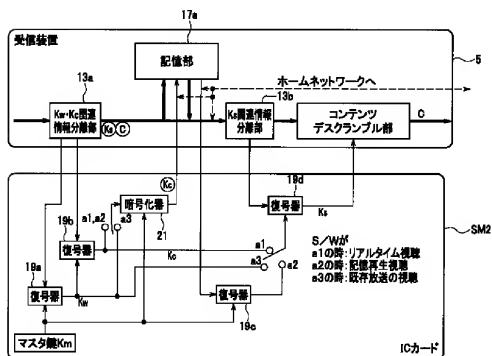 受信装置
17a
記憶部
5
13a
Kw・Kc関連
情報分離部
Ks
C
ホームネットワークへ
13b
Ks関連情報
分離部
コンテンツ
デスクランブル部
C
Kc
19d
復号器
Ks
暗号化器
21
19b
復号器
a1,a2
a3
Kc
a1
a3
a2
S/Wが
a1の時:リアルタイム視聴
a2の時:記憶再生視聴
a3の時:既存放送の視聴
SM2
19a
復号器
Kw
復号器
19c
マスタ鍵Km
ICカード